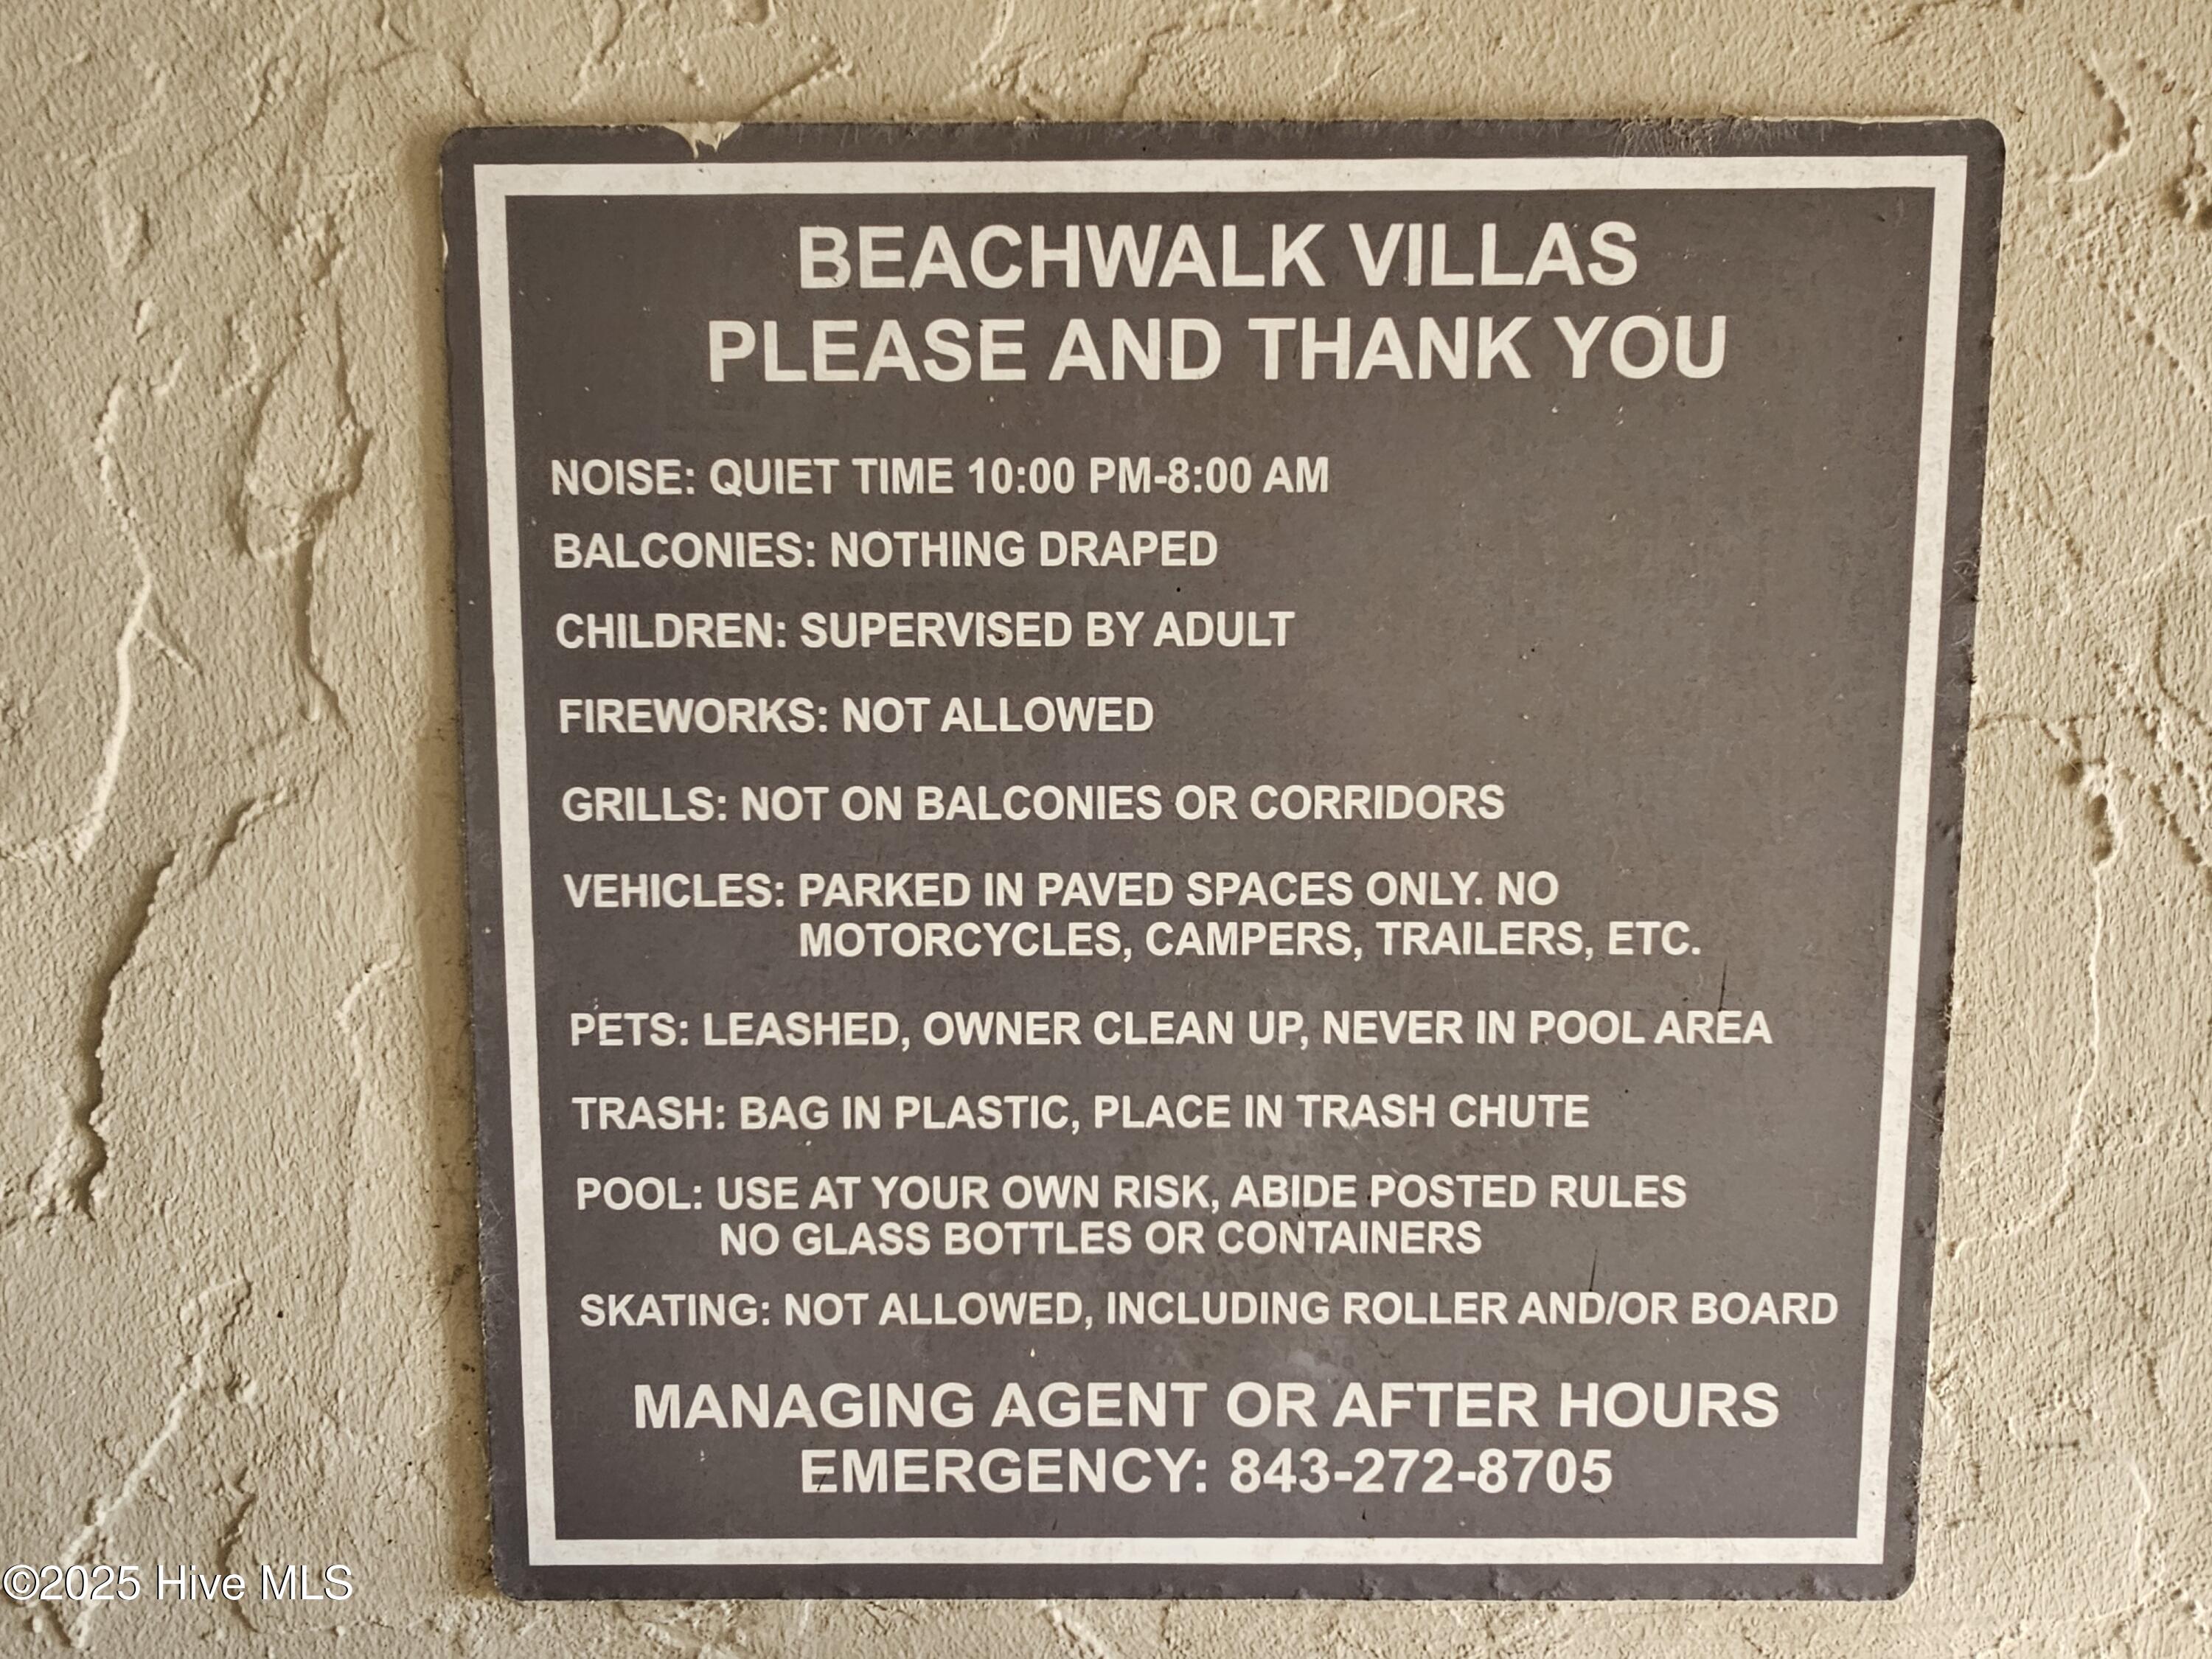 BEACHWALK VILLAS
PLEASE AND THANK YOU
NOISE: QUIET TIME 10:00 PM-8:00 AM
BALCONIES: NOTHING DRAPED
CHILDREN: SUPERVISED BY ADULT
FIREWORKS: NOT ALLOWED
GRILLS: NOT ON BALCONIES OR CORRIDORS
VEHICLES: PARKED IN PAVED SPACES ONLY. NO
MOTORCYCLES, CAMPERS, TRAILERS, ETC.
PETS: LEASHED, OWNER CLEAN UP, NEVER IN POOL AREA
TRASH: BAG IN PLASTIC, PLACE IN TRASH CHUTE
POOL: USE AT YOUR OWN RISK, ABIDE POSTED RULES
NO GLASS BOTTLES OR CONTAINERS
SKATING: NOT ALLOWED, INCLUDING ROLLER AND/OR BOARD
MANAGING AGENT OR AFTER HOURS
EMERGENCY: 843-272-8705
©2025 Hive MLS